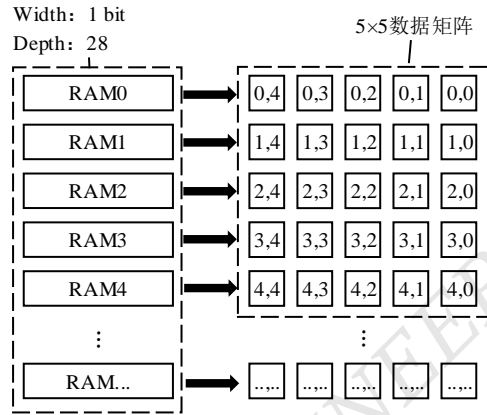 Width：1 bit
Depth：28
5×5数据矩阵
RAM0 0,4 0,3 0,2 0,1 0,0
RAM1 1,4 1,3 1,2 1,1 1,0
RAM2 2,4 2,3 2,2 2,1 2,0
RAM3 3,4 3,3 3,2 3,1 3,0
RAM4 4,4 4,3 4,2 4,1 4,0
⋮ ⋮
RAM... ..,.. ..,.. ..,.. ..,.. ..,..